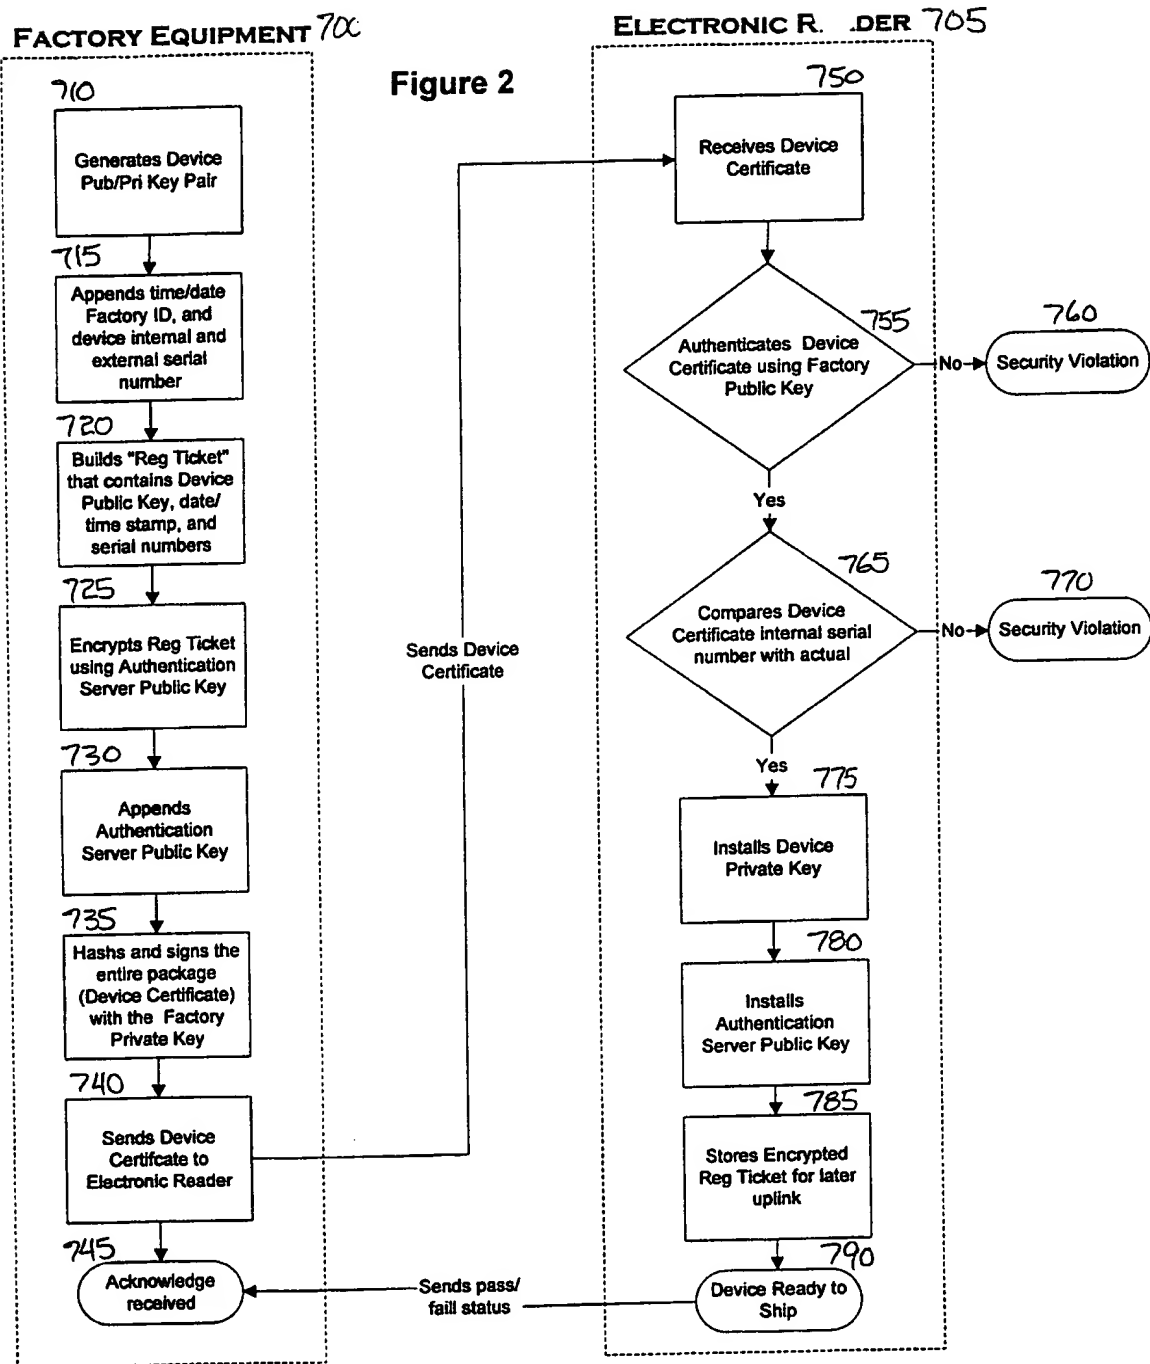 FACTORY EQUIPMENT 700
ELECTRONIC R. .DER 705
Figure 2
710
Generates Device
Pub/Pri Key Pair
715
Appends time/date
Factory ID, and
device internal and
external serial
number
720
Builds "Reg Ticket"
that contains Device
Public Key, date/
time stamp, and
serial numbers
725
Encrypts Reg Ticket
using Authentication
Server Public Key
730
Appends
Authentication
Server Public Key
735
Hashs and signs the
entire package
(Device Certificate)
with the Factory
Private Key
740
Sends Device
Certifcate to
Electronic Reader
745
Acknowledge
received
Sends Device
Certificate
Sends pass/
faill status
750
Receives Device
Certificate
755
Authenticates Device
Certificate using Factory
Public Key
No
760
Security Violation
Yes
765
Compares Device
Certificate internal serial
number with actual
No
770
Security Violation
Yes
775
Installs Device
Private Key
780
Installs
Authentication
Server Public Key
785
Stores Encrypted
Reg Ticket for later
uplink
790
Device Ready to
Ship